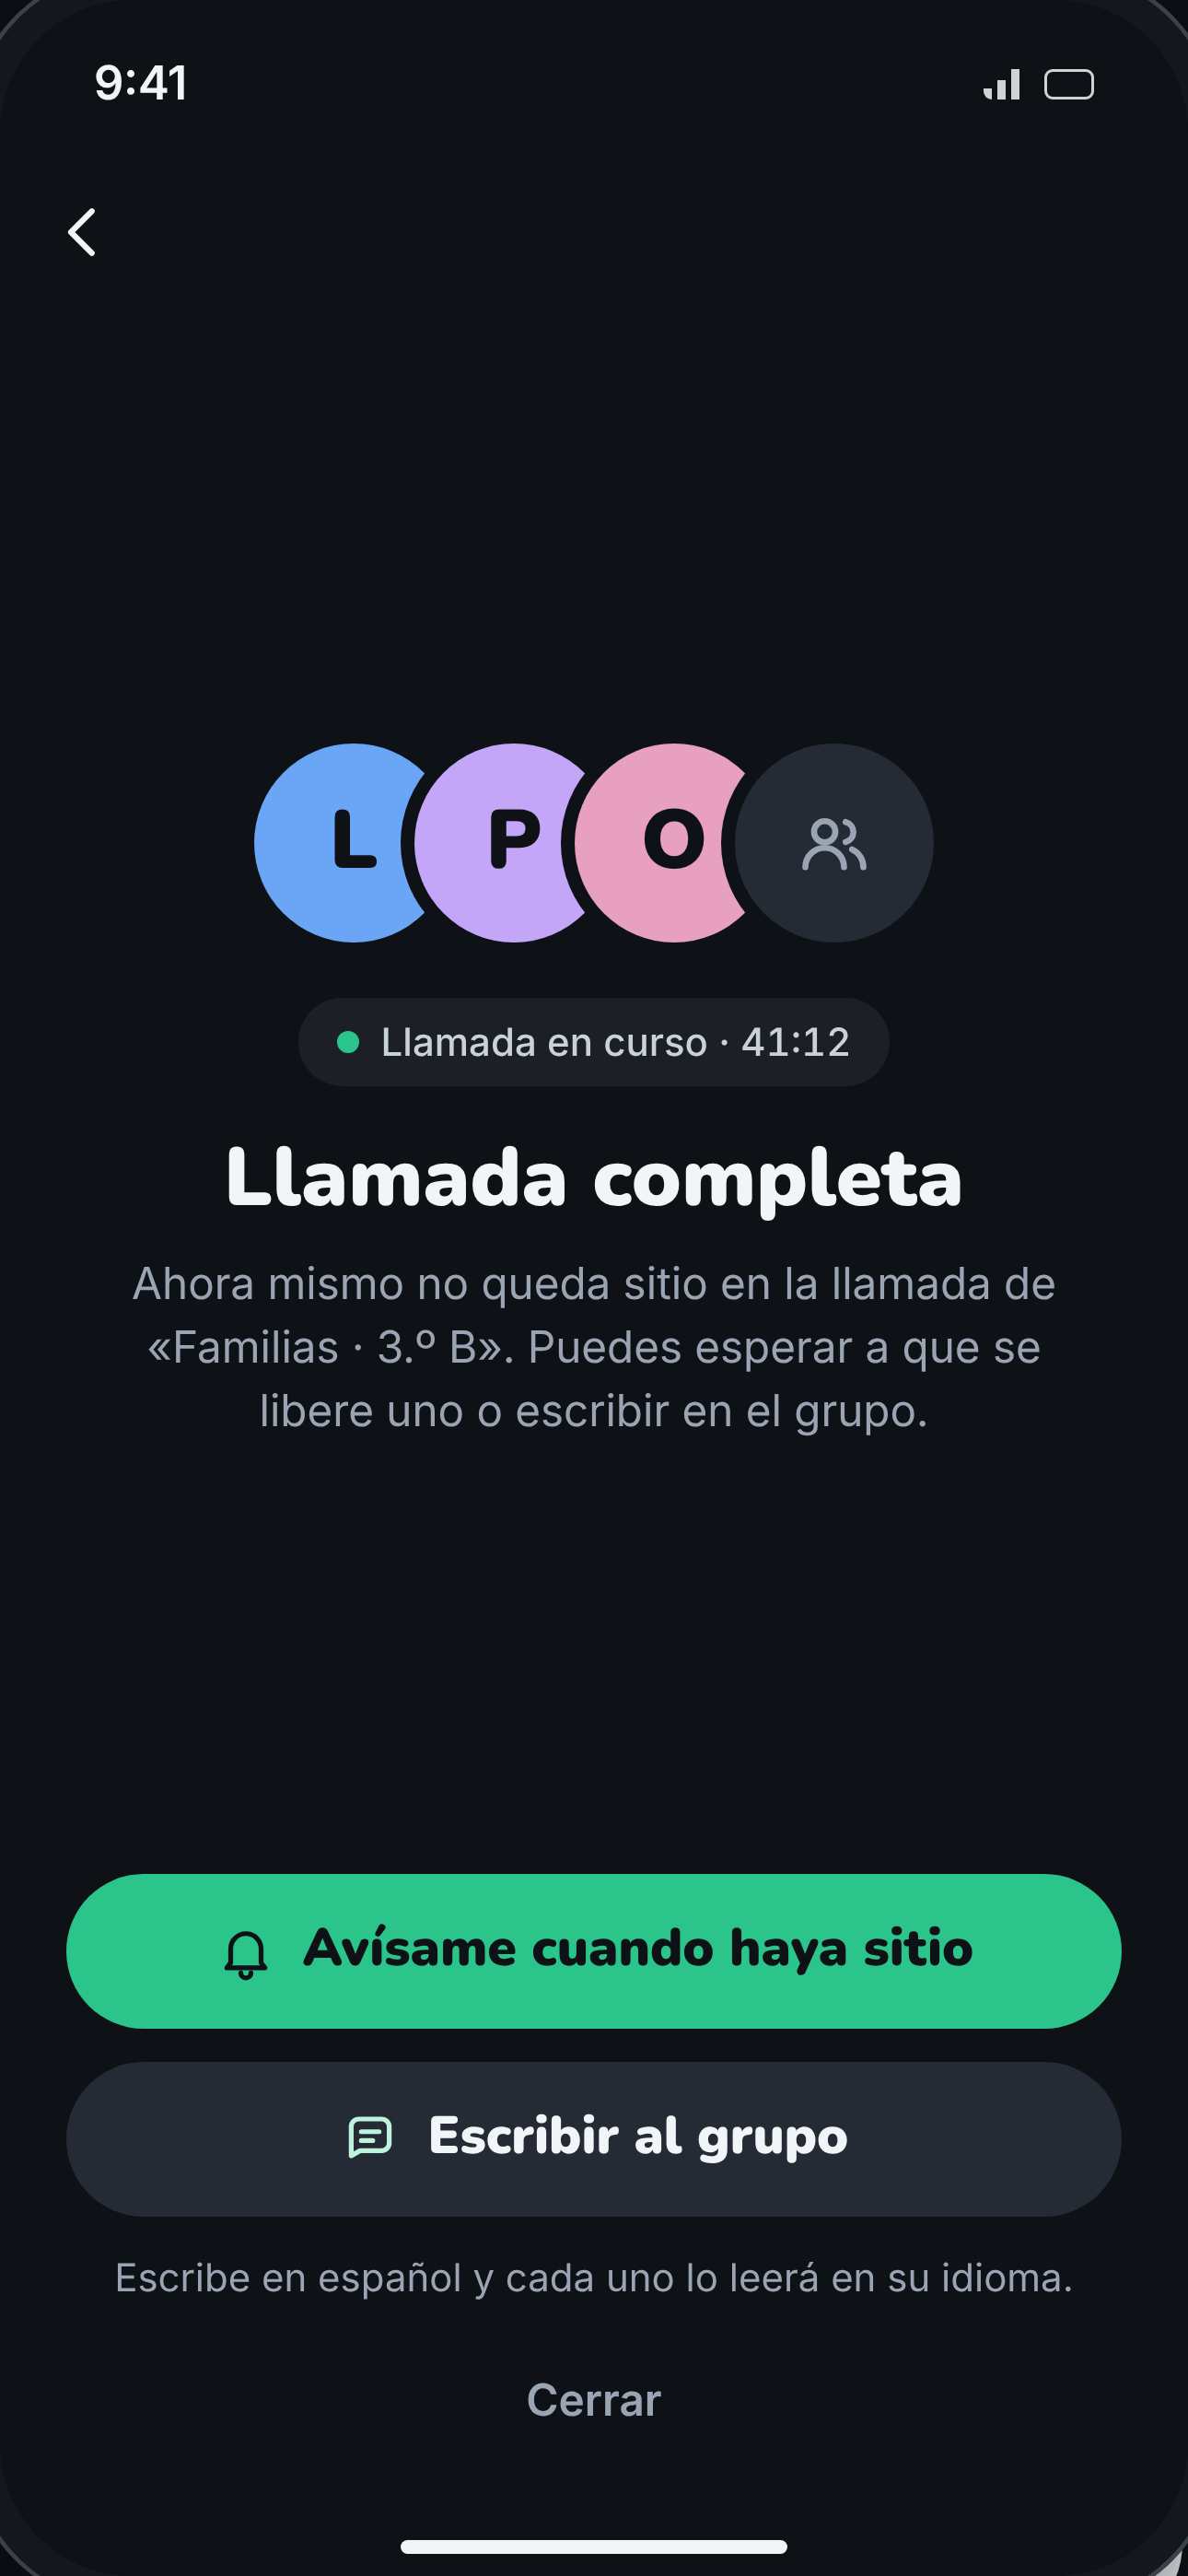 9:41
L P O
Llamada en curso · 41:12
Llamada completa
Ahora mismo no queda sitio en la llamada de
«Familias · 3.º B». Puedes esperar a que se
libere uno o escribir en el grupo.
Avísame cuando haya sitio
Escribir al grupo
Escribe en español y cada uno lo leerá en su idioma.
Cerrar